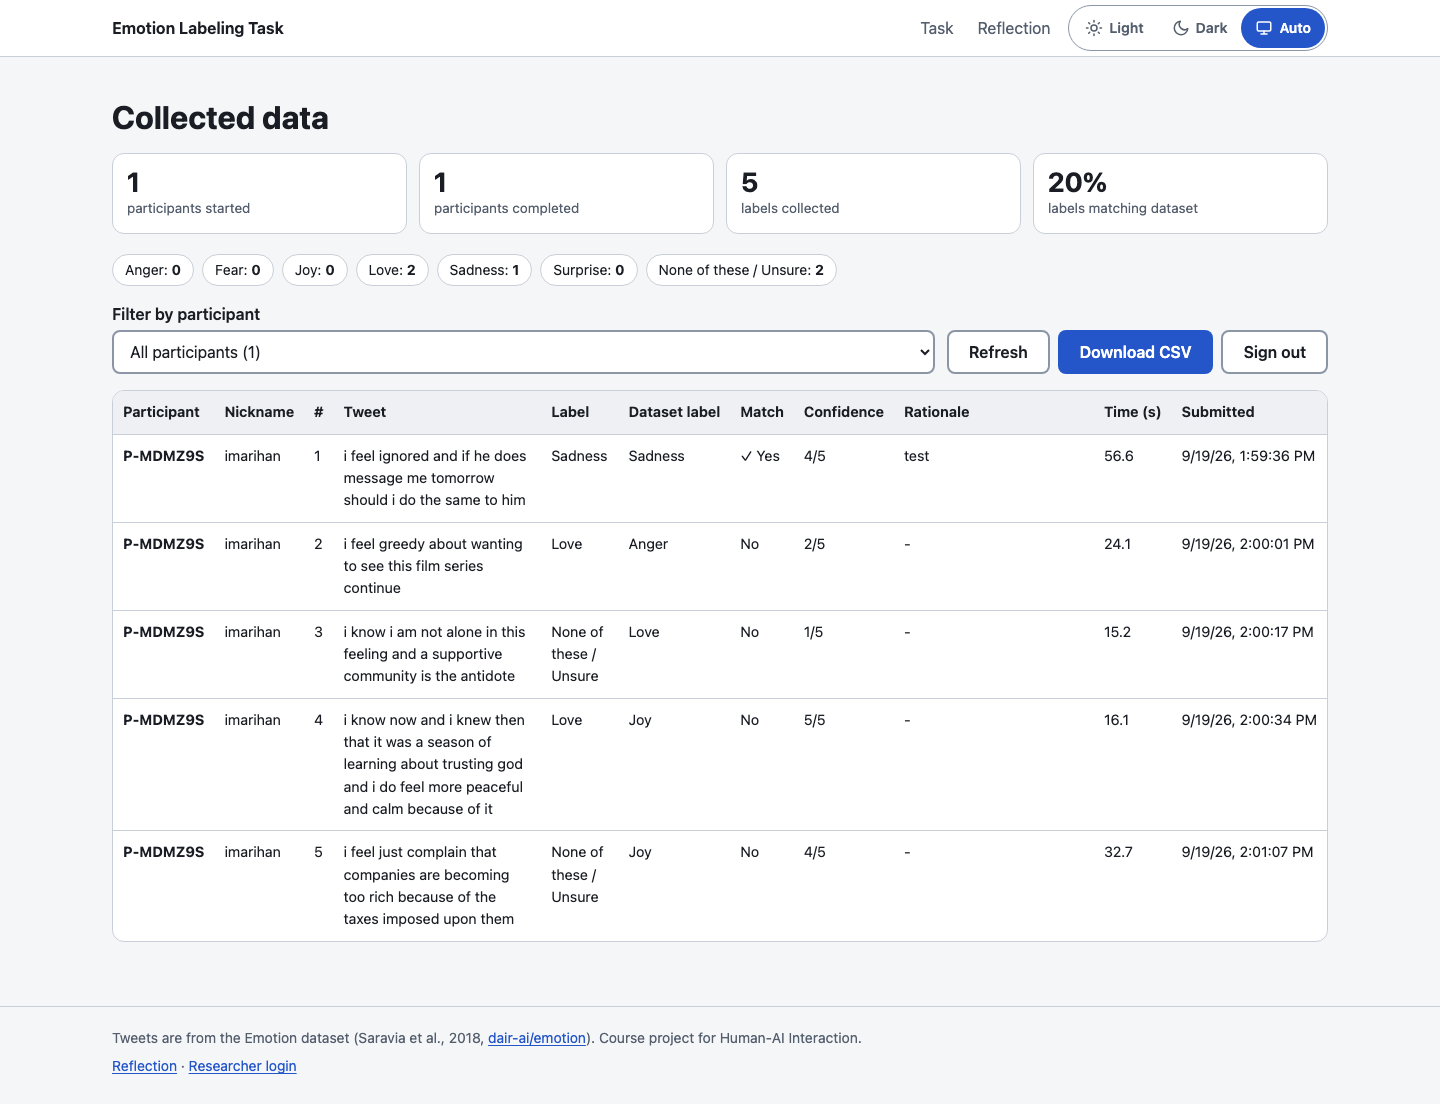 Emotion Labeling Task
Task
Reflection
Light
Dark
Auto
Collected data
1
participants started
1
participants completed
5
labels collected
20%
labels matching dataset
Anger: 0
Fear: 0
Joy: 0
Love: 2
Sadness: 1
Surprise: 0
None of these / Unsure: 2
Filter by participant
All participants (1)
Refresh
Download CSV
Sign out
Participant Nickname # Tweet Label Dataset label Match Confidence Rationale Time (s) Submitted
P-MDMZ9S imarihan 1 i feel ignored and if he does Sadness Sadness ✓ Yes 4/5 test 56.6 9/19/26, 1:59:36 PM
message me tomorrow
should i do the same to him
P-MDMZ9S imarihan 2 i feel greedy about wanting Love Anger No 2/5 - 24.1 9/19/26, 2:00:01 PM
to see this film series
continue
P-MDMZ9S imarihan 3 i know i am not alone in this None of Love No 1/5 - 15.2 9/19/26, 2:00:17 PM
feeling and a supportive these /
community is the antidote Unsure
P-MDMZ9S imarihan 4 i know now and i knew then Love Joy No 5/5 - 16.1 9/19/26, 2:00:34 PM
that it was a season of
learning about trusting god
and i do feel more peaceful
and calm because of it
P-MDMZ9S imarihan 5 i feel just complain that None of Joy No 4/5 - 32.7 9/19/26, 2:01:07 PM
companies are becoming these /
too rich because of the Unsure
taxes imposed upon them
Tweets are from the Emotion dataset (Saravia et al., 2018, dair-ai/emotion). Course project for Human-AI Interaction.
Reflection · Researcher login